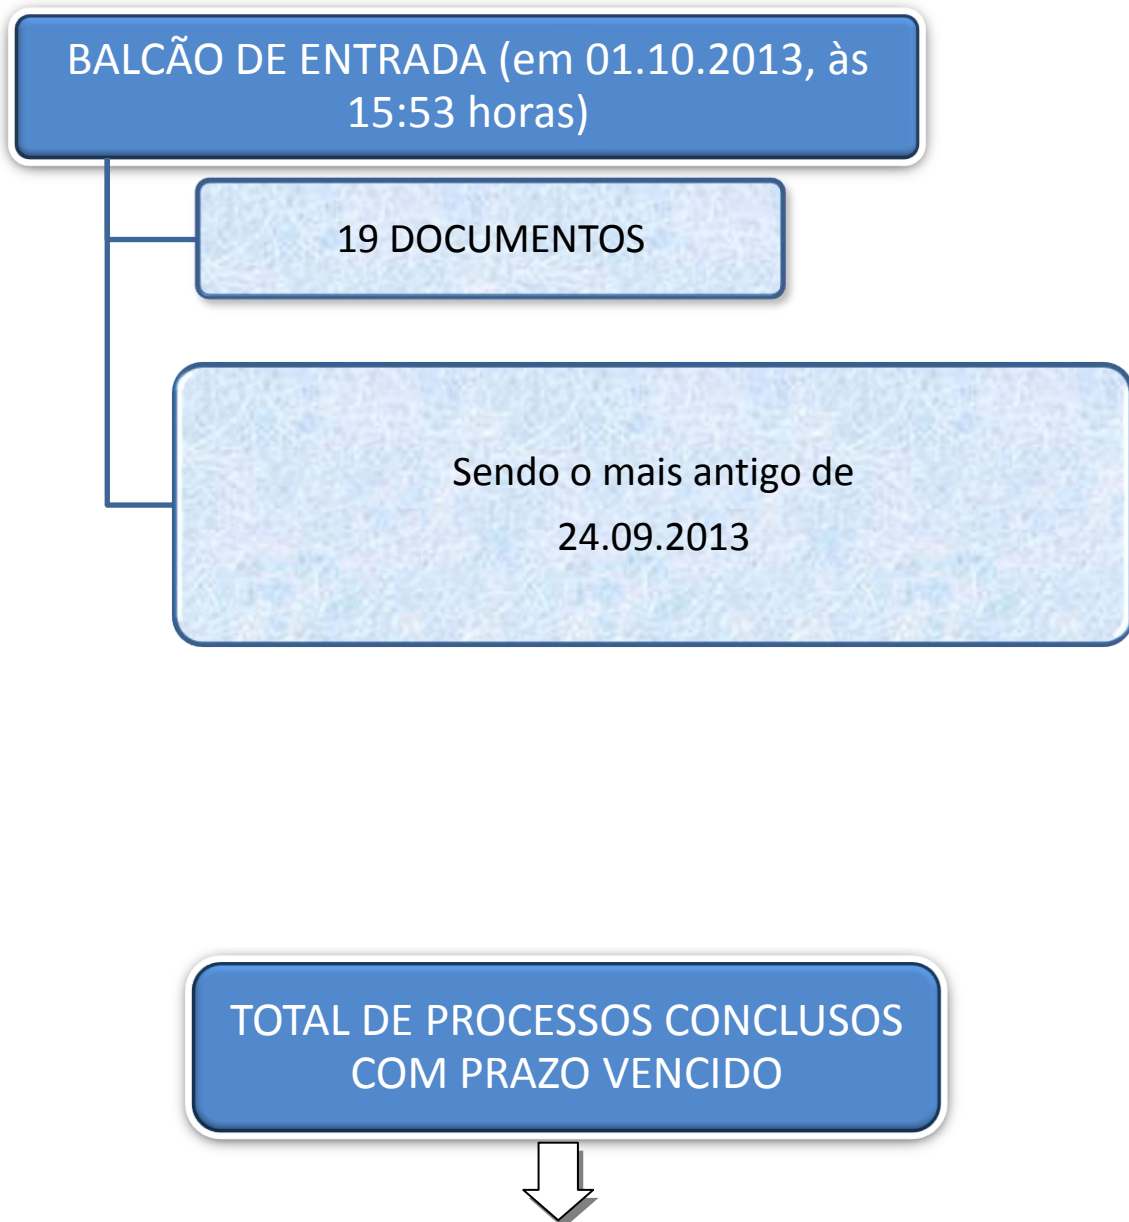 BALCÃO DE ENTRADA (em 01.10.2013, às
15:53 horas)
19 DOCUMENTOS
Sendo o mais antigo de
24.09.2013
TOTAL DE PROCESSOS CONCLUSOS
COM PRAZO VENCIDO